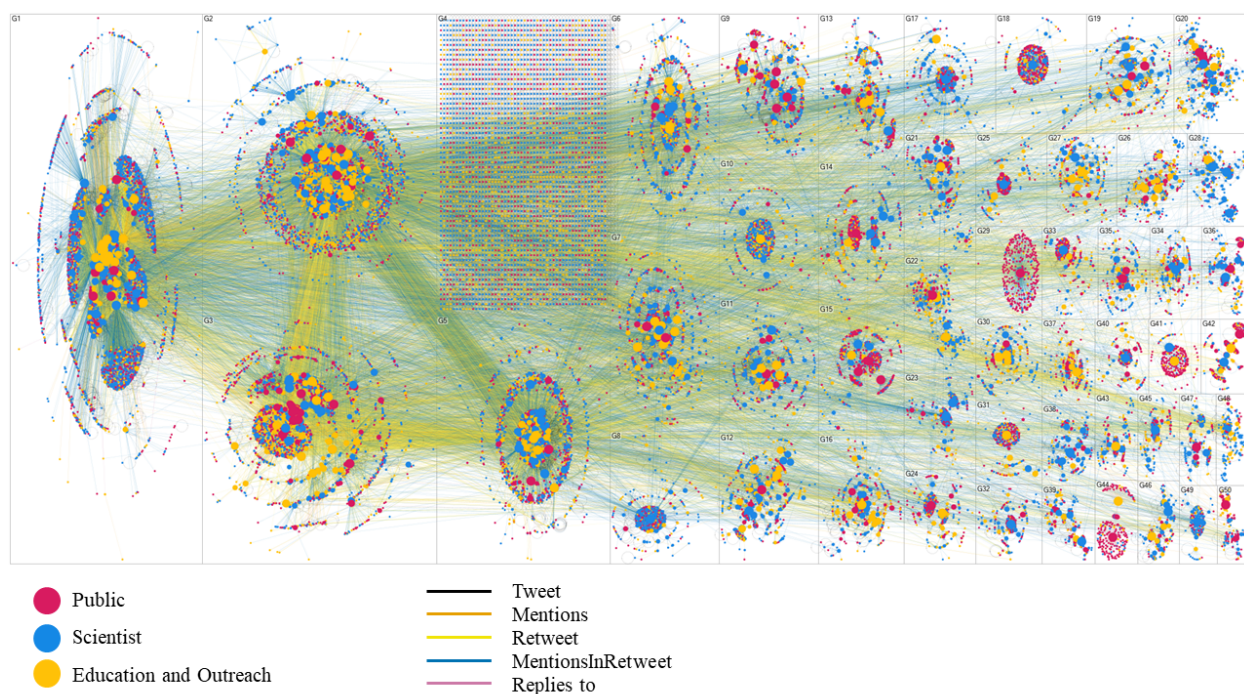 G1
G2
G4
G6
G9
G13
G17
G18
G19
G20
G21
G25
G27
G26
G28
G10
G14
G7
G29
G33
G35
G34
G36
G22
G3
G5
G11
G15
G30
G37
G40
G41
G42
G23
G31
G38
G43
G45
G47
G48
G8
G12
G16
G24
G32
G39
G44
G46
G49
G50
Public
Scientist
Education and Outreach
Tweet
Mentions
Retweet
MentionsInRetweet
Replies to